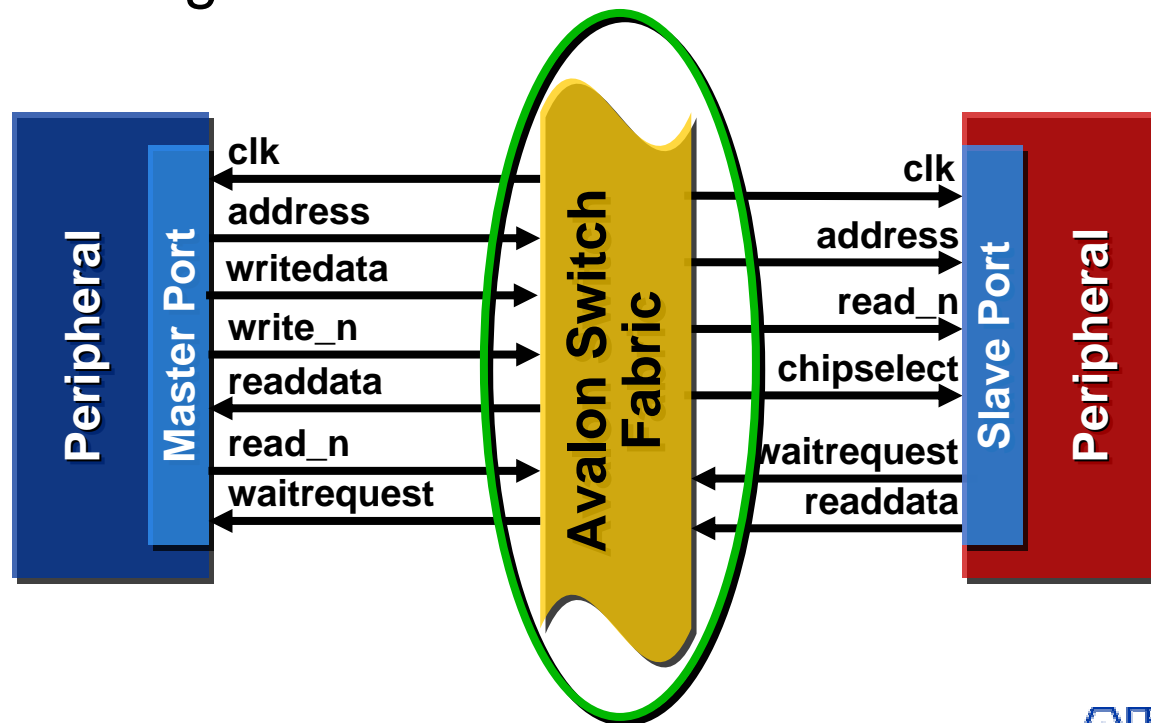 Peripheral
Master Port
clk
address
writedata
write_n
readdata
read_n
waitrequest
Avalon Switch
Fabric
clk
address
read_n
chipselect
waitrequest
readdata
Slave Port
Peripheral